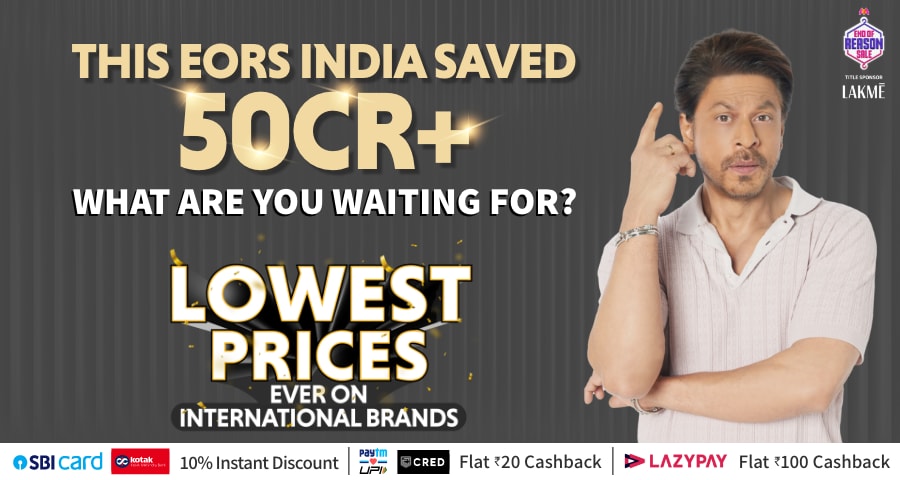 THIS EORS INDIA SAVED
50CR+
WHAT ARE YOU WAITING FOR?
LOWEST
PRICES
EVER ON
INTERNATIONAL BRANDS
END OF
REASON
SALE
TITLE SPONSOR
LAKMĒ
SBI card
kotak
10% Instant Discount
paytm
UPI
CRED
Flat ₹20 Cashback
LAZYPAY
Flat ₹100 Cashback